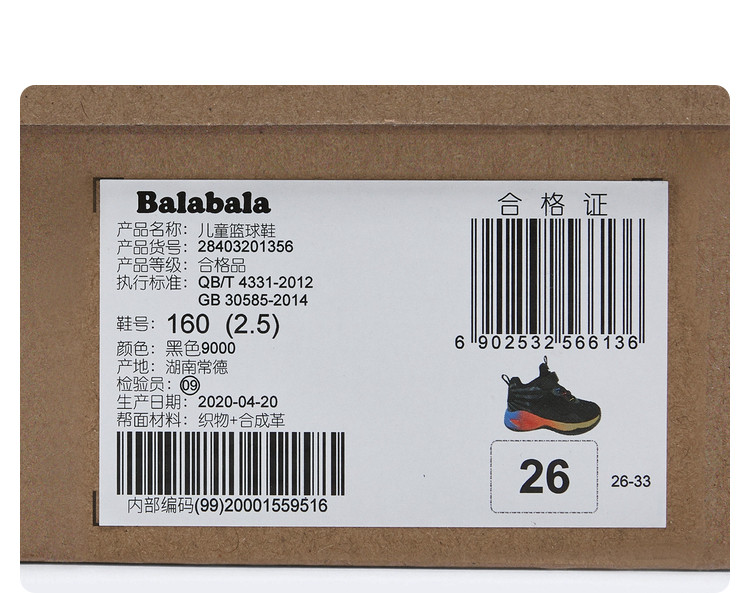 Balabala
合格证
产品名称：儿童篮球鞋
产品货号：28403201356
产品等级：合格品
执行标准：QB/T 4331-2012
GB 30585-2014
鞋号：160 (2.5)
颜色：黑色9000
产地：湖南常德
检验员：09
生产日期：2020-04-20
帮面材料：织物+合成革
内部编码(99)20001559516
6 902532 566136
26
26-33